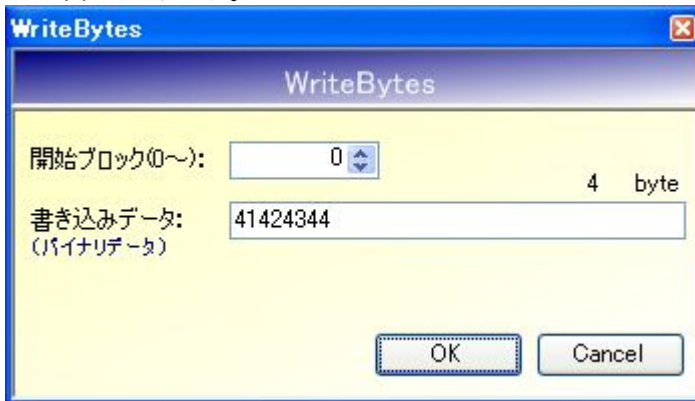 WriteBytes
WriteBytes
開始ブロック(0～):
0
4 byte
書き込みデータ:
41424344
(バイナリデータ)
OK
Cancel